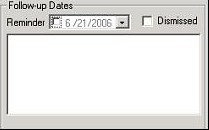 Follow-up Dates
Reminder 6/21/2006 Dismissed